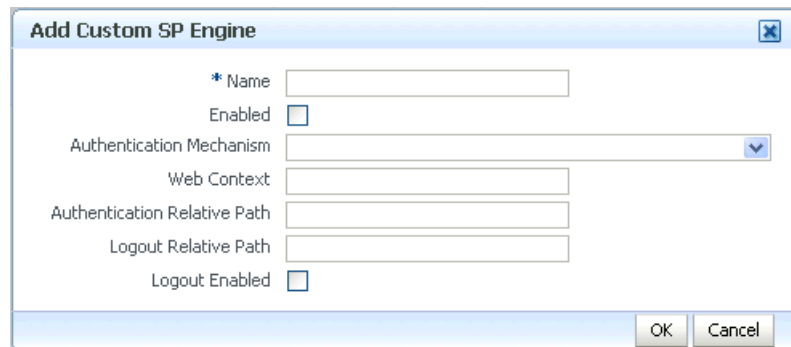 Add Custom SP Engine
* Name
Enabled
Authentication Mechanism
Web Context
Authentication Relative Path
Logout Relative Path
Logout Enabled
OK Cancel